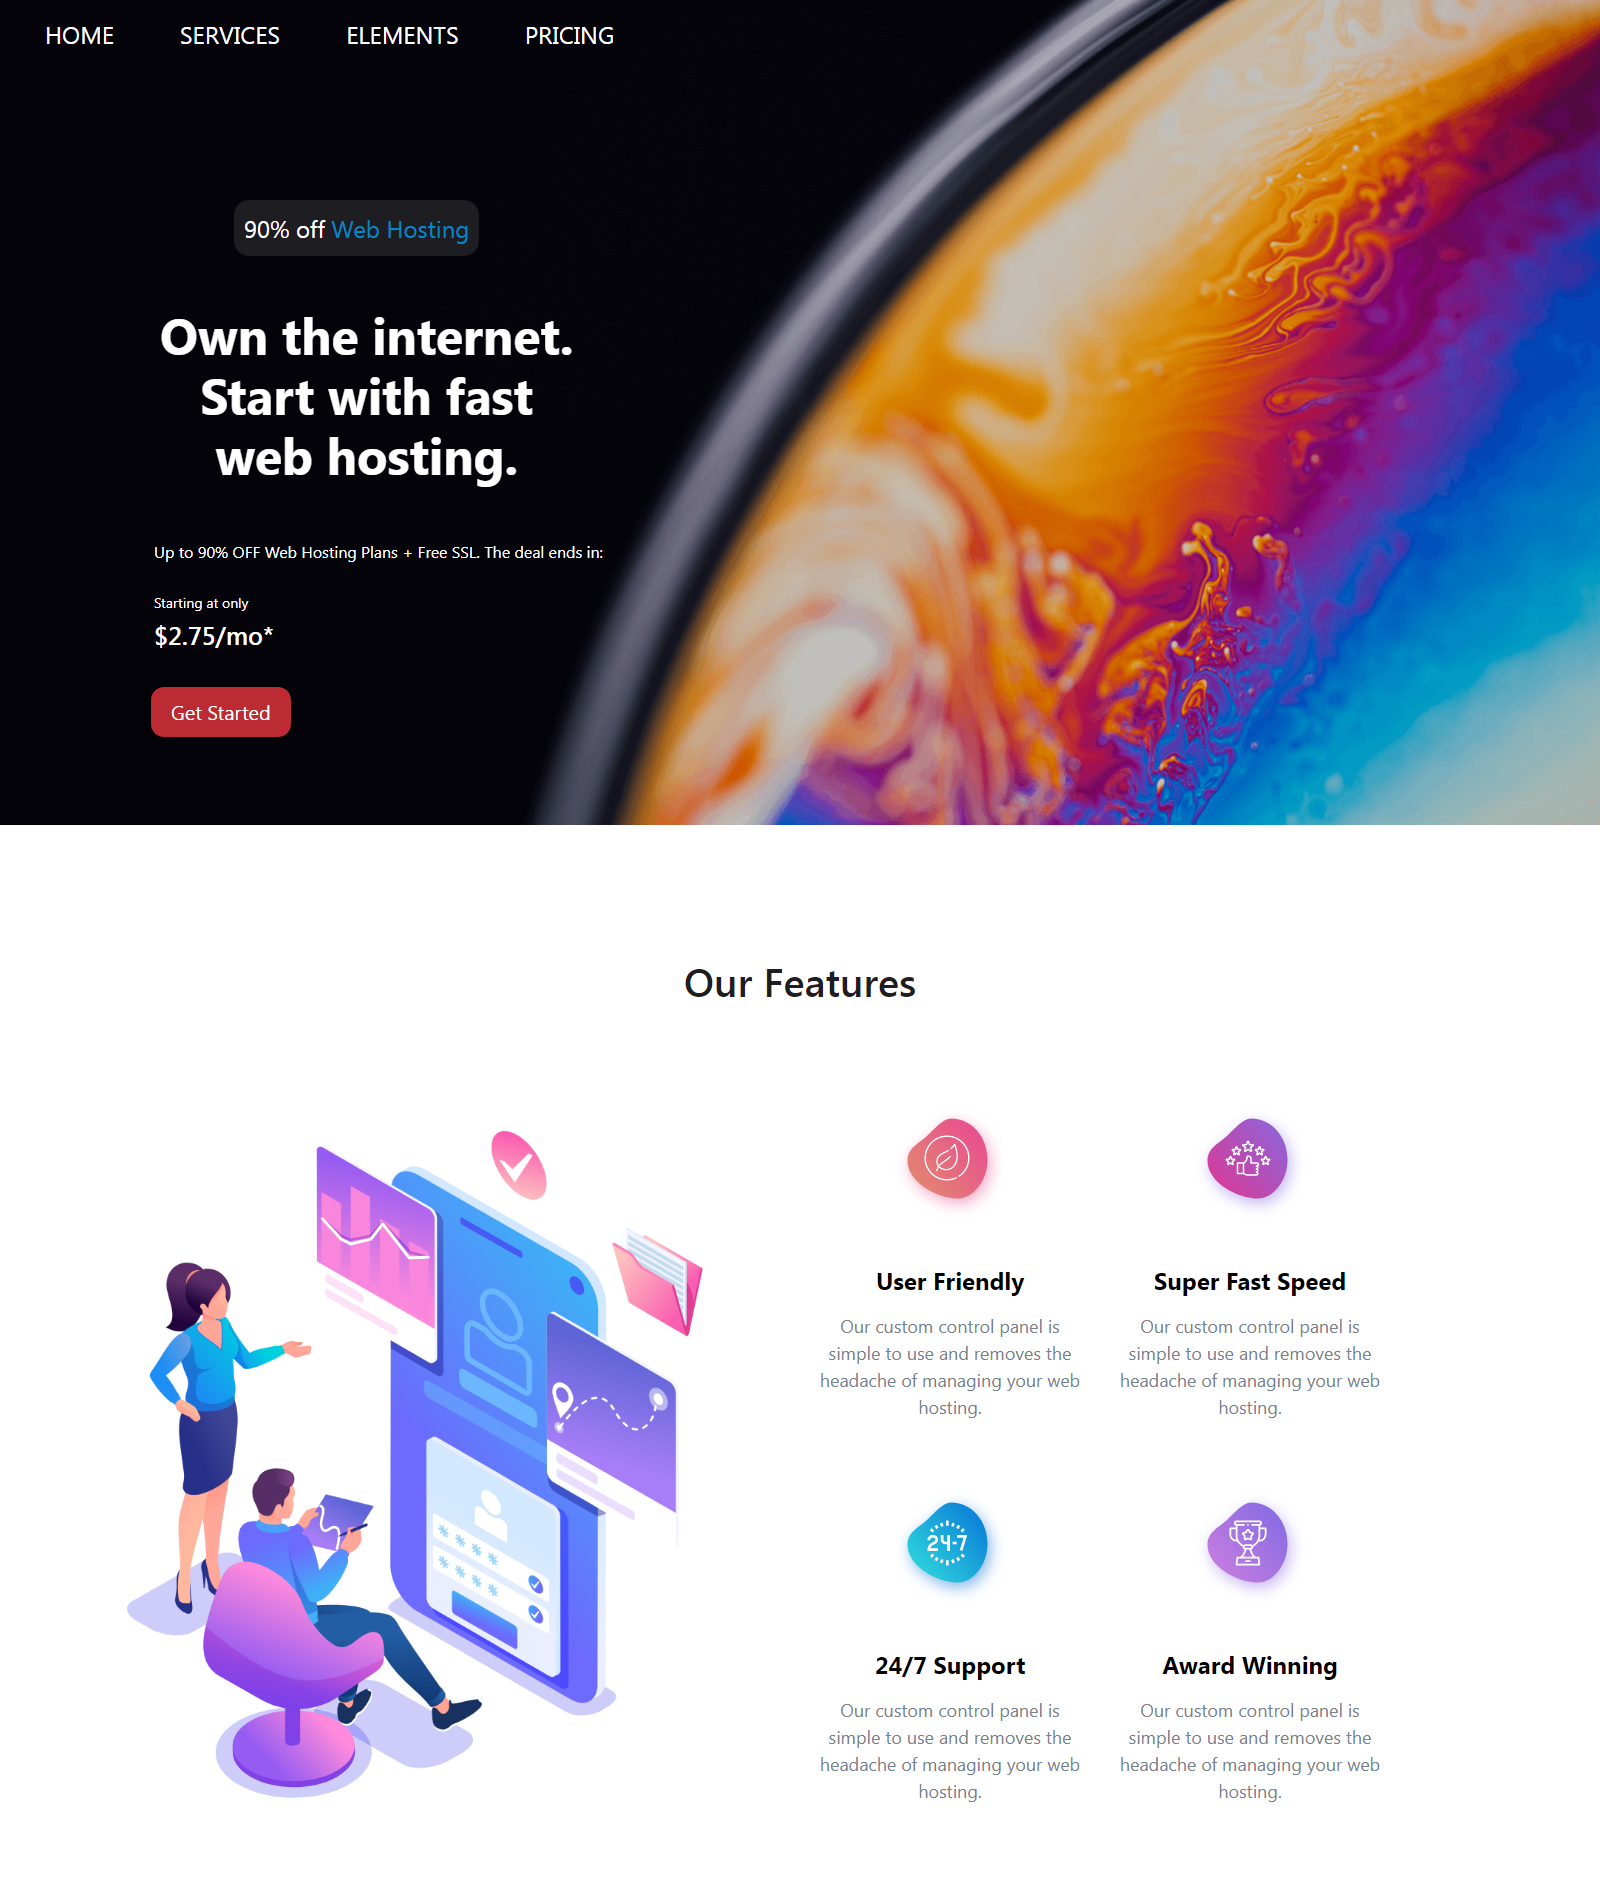 HOME SERVICES ELEMENTS PRICING
90% off Web Hosting
Own the internet.
Start with fast
web hosting.
Up to 90% OFF Web Hosting Plans + Free SSL. The deal ends in:
Starting at only
$2.75/mo*
Get Started
Our Features
User Friendly
Our custom control panel is
simple to use and removes the
headache of managing your web
hosting.
Super Fast Speed
Our custom control panel is
simple to use and removes the
headache of managing your web
hosting.
24-7
24/7 Support
Our custom control panel is
simple to use and removes the
headache of managing your web
hosting.
Award Winning
Our custom control panel is
simple to use and removes the
headache of managing your web
hosting.